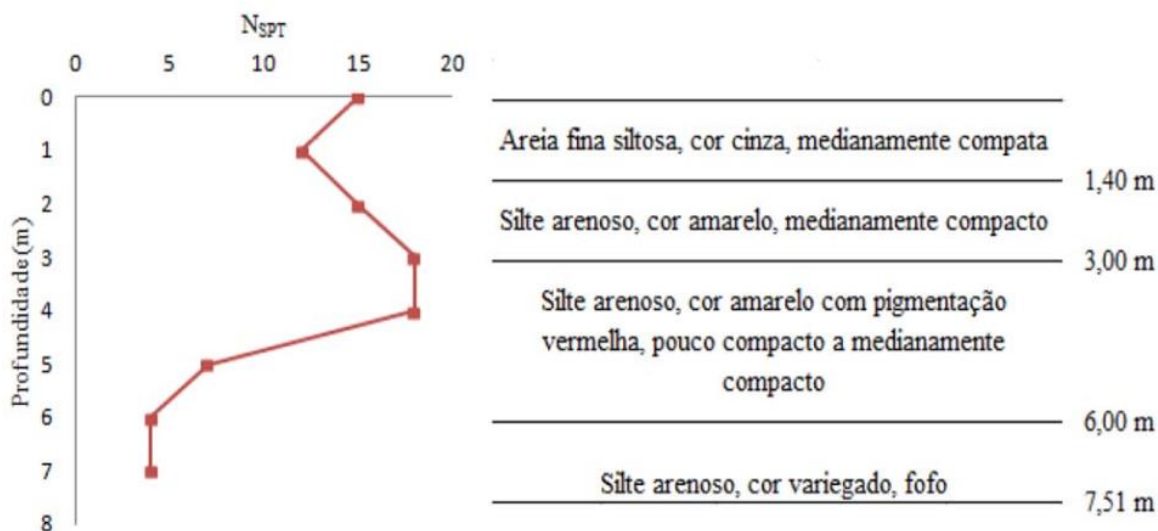 N_SPT
0 5 10 15 20
0
1
2
3
4
5
6
7
8
Profundidade (m)
Areia fina siltosa, cor cinza, medianamente compata
1,40 m
Silte arenoso, cor amarelo, medianamente compacto
3,00 m
Silte arenoso, cor amarelo com pigmentação
vermelha, pouco compacto a medianamente
compacto
6,00 m
Silte arenoso, cor variegado, fofo
7,51 m